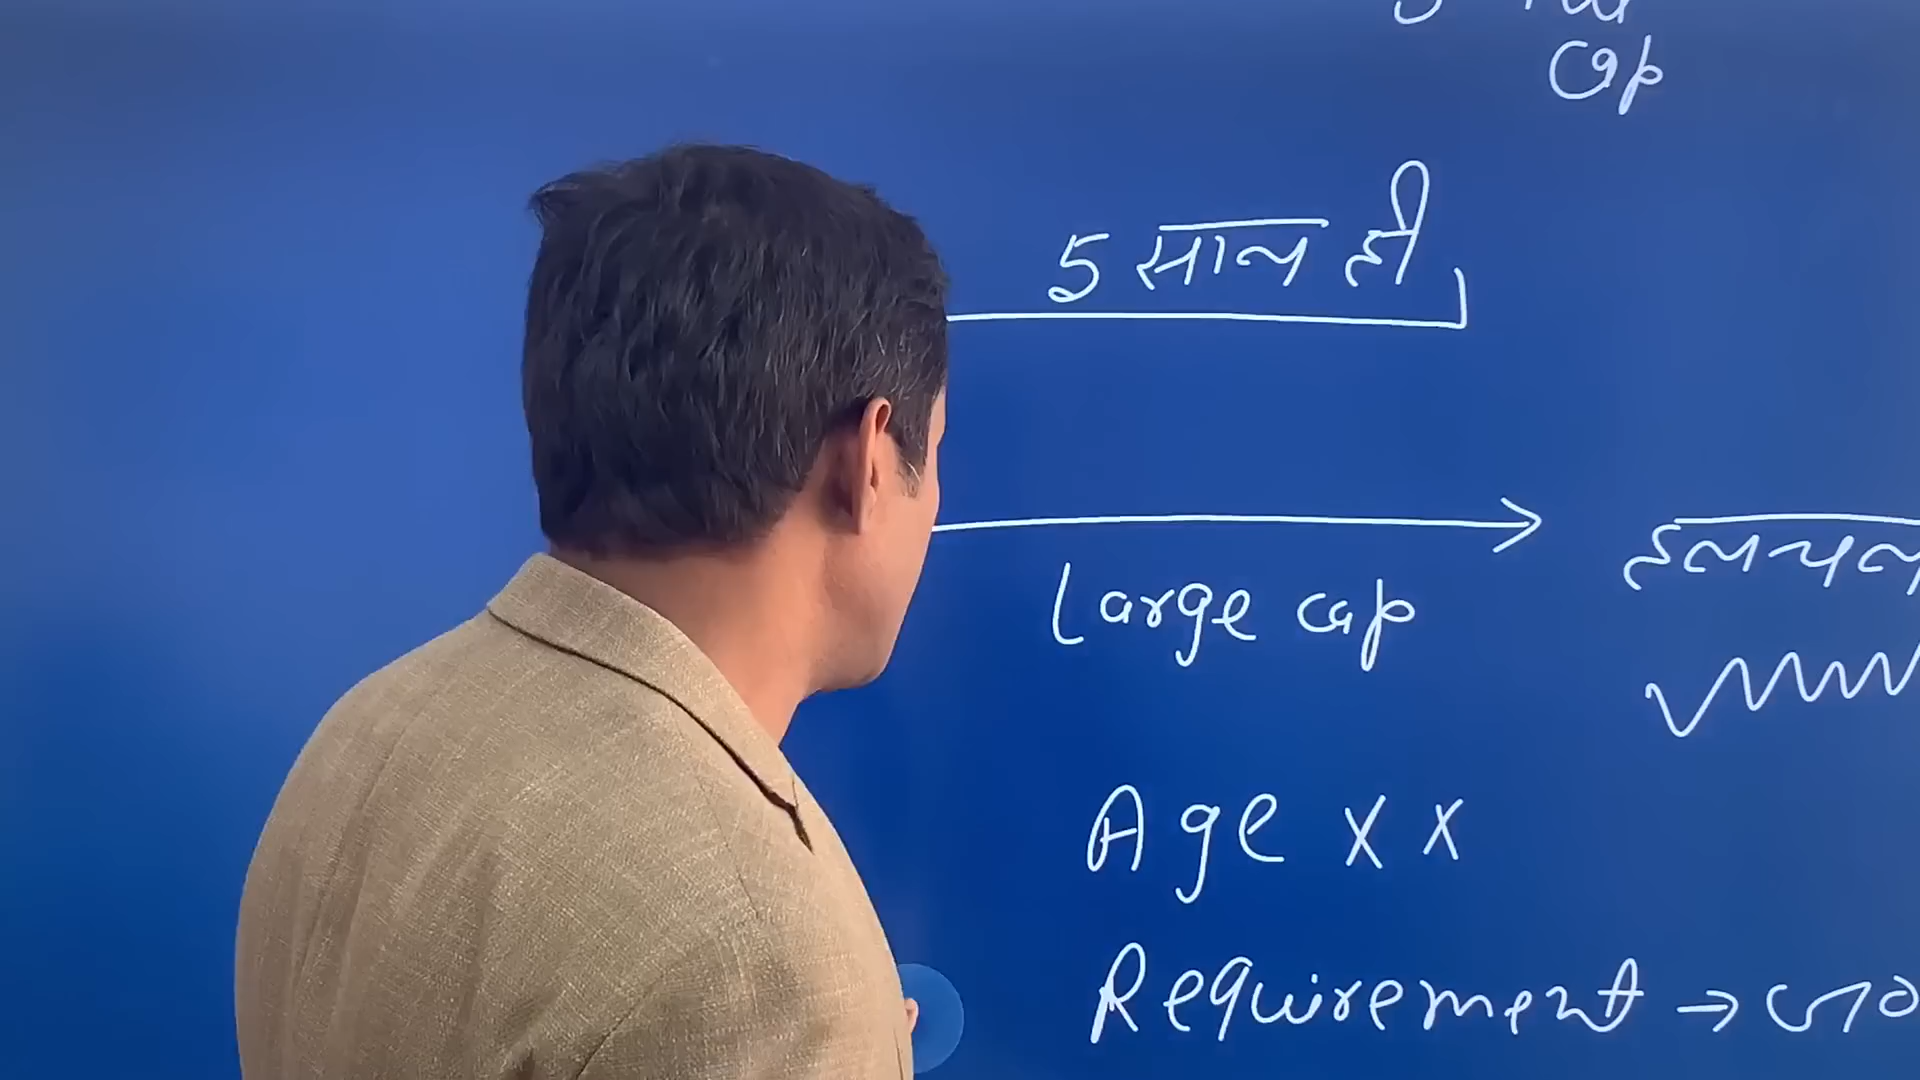 Cap
5 साल ही
Large cap
हलचल
Age x x
Requirement →